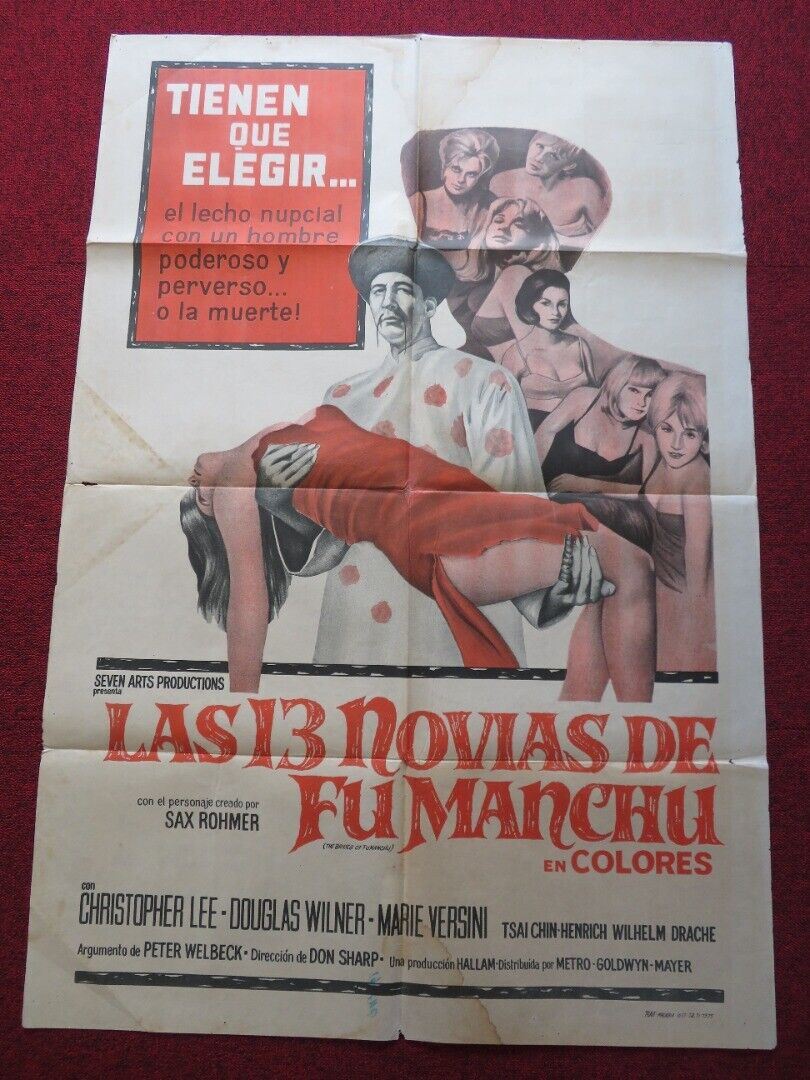 TIENEN
QUE
ELEGIR...
el lecho nupcial
con un hombre
poderoso y
perverso...
o la muerte!
SEVEN ARTS PRODUCTIONS
presenta
LAS 13 NOVIAS DE
FU MANCHU
con el personaje creado por
SAX ROHMER
(THE BRIDES OF FUMANCHU)
EN COLORES
con
CHRISTOPHER LEE - DOUGLAS WILNER - MARIE VERSINI TSAI CHIN-HENRICH WILHELM DRACHE
Argumento de PETER WELBECK · Dirección de DON SHARP · Una producción HALLAM-Distribuida por METRO-GOLDWYN-MAYER